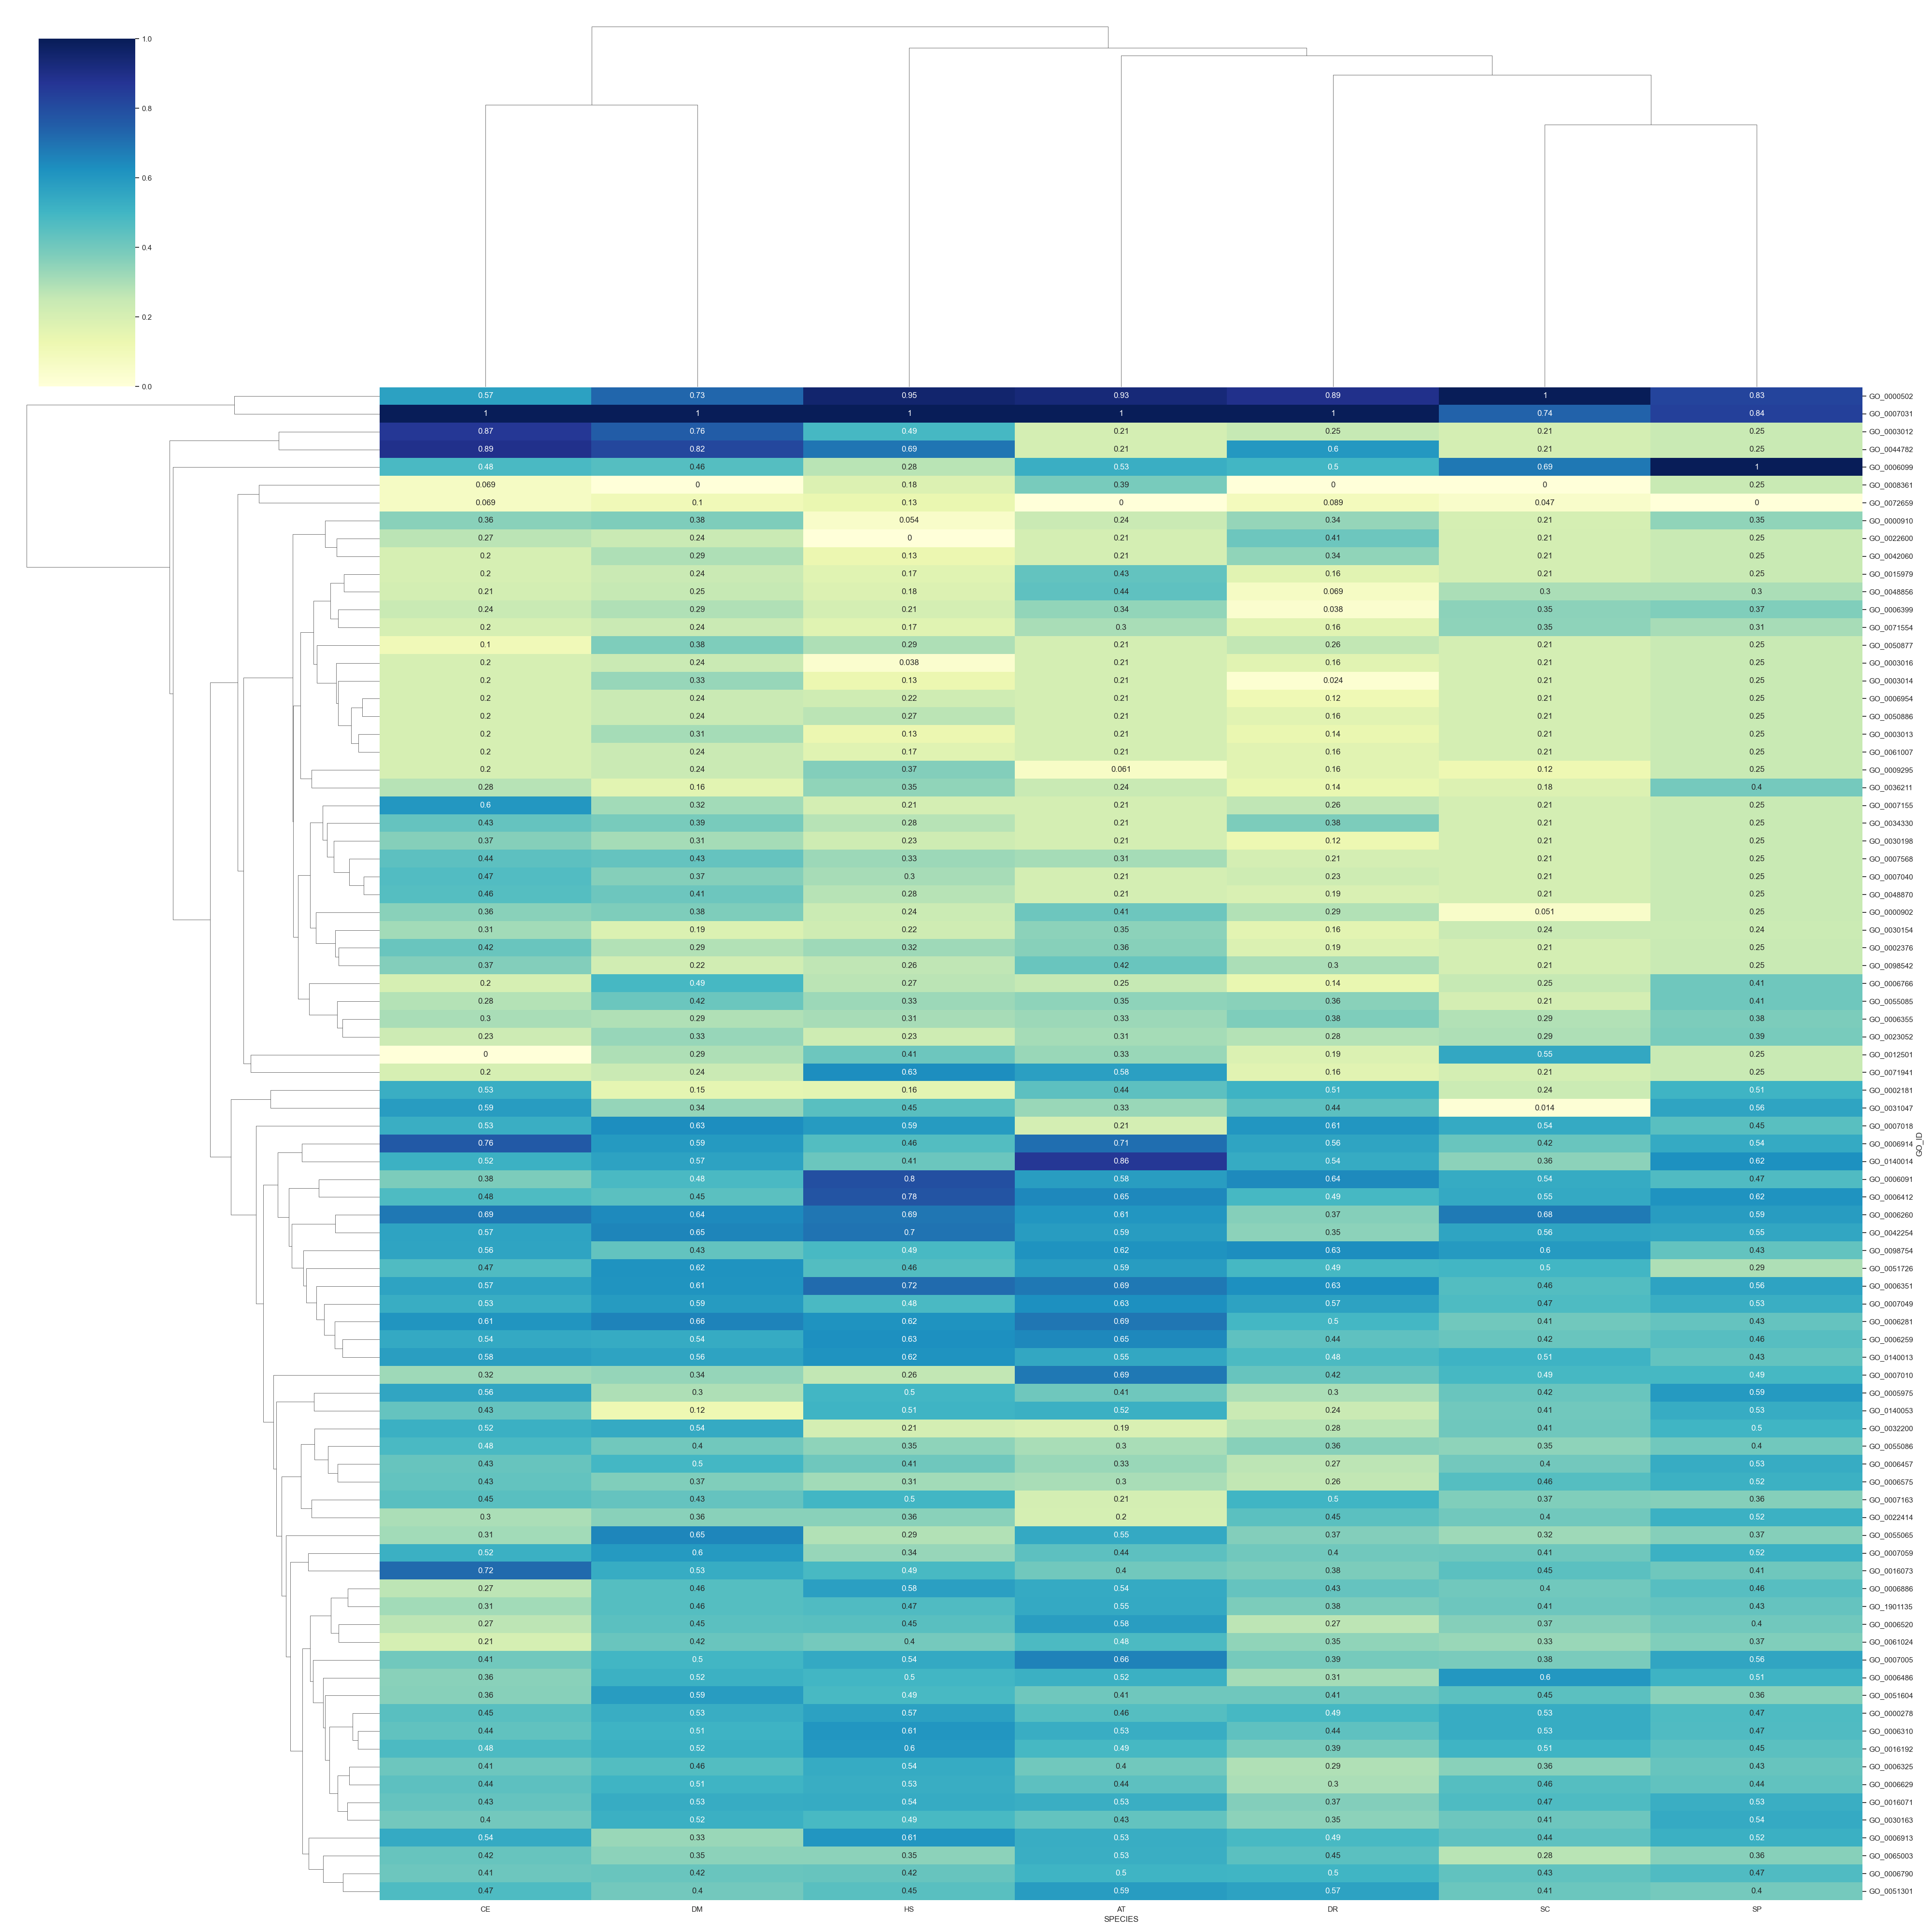 1.0
0.8
0.6
0.4
0.2
0.0
0.57 0.73 0.95 0.93 0.89 1 0.83 GO_0000502
1 1 1 1 1 0.74 0.84 GO_0007031
0.87 0.76 0.49 0.21 0.25 0.21 0.25 GO_0003012
0.89 0.82 0.69 0.21 0.6 0.21 0.25 GO_0044782
0.48 0.46 0.28 0.53 0.5 0.69 1 GO_0006099
0.069 0 0.18 0.39 0 0 0.25 GO_0008361
0.069 0.1 0.13 0 0.089 0.047 0 GO_0072659
0.36 0.38 0.054 0.24 0.34 0.21 0.35 GO_0000910
0.27 0.24 0 0.21 0.41 0.21 0.25 GO_0022600
0.2 0.29 0.13 0.21 0.34 0.21 0.25 GO_0042060
0.2 0.24 0.17 0.43 0.16 0.21 0.25 GO_0015979
0.21 0.25 0.18 0.44 0.069 0.3 0.3 GO_0048856
0.24 0.29 0.21 0.34 0.038 0.35 0.37 GO_0006399
0.2 0.24 0.17 0.3 0.16 0.35 0.31 GO_0071554
0.1 0.38 0.29 0.21 0.26 0.21 0.25 GO_0050877
0.2 0.24 0.038 0.21 0.16 0.21 0.25 GO_0003016
0.2 0.33 0.13 0.21 0.024 0.21 0.25 GO_0003014
0.2 0.24 0.22 0.21 0.12 0.21 0.25 GO_0006954
0.2 0.24 0.27 0.21 0.16 0.21 0.25 GO_0050886
0.2 0.31 0.13 0.21 0.14 0.21 0.25 GO_0003013
0.2 0.24 0.17 0.21 0.16 0.21 0.25 GO_0061007
0.2 0.24 0.37 0.061 0.16 0.12 0.25 GO_0009295
0.28 0.16 0.35 0.24 0.14 0.18 0.4 GO_0036211
0.6 0.32 0.21 0.21 0.26 0.21 0.25 GO_0007155
0.43 0.39 0.28 0.21 0.38 0.21 0.25 GO_0034330
0.37 0.31 0.23 0.21 0.12 0.21 0.25 GO_0030198
0.44 0.43 0.33 0.31 0.21 0.21 0.25 GO_0007568
0.47 0.37 0.3 0.21 0.23 0.21 0.25 GO_0007040
0.46 0.41 0.28 0.21 0.19 0.21 0.25 GO_0048870
0.36 0.38 0.24 0.41 0.29 0.051 0.25 GO_0000902
0.31 0.19 0.22 0.35 0.16 0.24 0.24 GO_0030154
0.42 0.29 0.32 0.36 0.19 0.21 0.25 GO_0002376
0.37 0.22 0.26 0.42 0.3 0.21 0.25 GO_0098542
0.2 0.49 0.27 0.25 0.14 0.25 0.41 GO_0006766
0.28 0.42 0.33 0.35 0.36 0.21 0.41 GO_0055085
0.3 0.29 0.31 0.33 0.38 0.29 0.38 GO_0006355
0.23 0.33 0.23 0.31 0.28 0.29 0.39 GO_0023052
0 0.29 0.41 0.33 0.19 0.55 0.25 GO_0012501
0.2 0.24 0.63 0.58 0.16 0.21 0.25 GO_0071941
0.53 0.15 0.16 0.44 0.51 0.24 0.51 GO_0002181
0.59 0.34 0.45 0.33 0.44 0.014 0.56 GO_0031047
0.53 0.63 0.59 0.21 0.61 0.54 0.45 GO_0007018
0.76 0.59 0.46 0.71 0.56 0.42 0.54 GO_0006914
0.52 0.57 0.41 0.86 0.54 0.36 0.62 GO_0140014
0.38 0.48 0.8 0.58 0.64 0.54 0.47 GO_0006091
0.48 0.45 0.78 0.65 0.49 0.55 0.62 GO_0006412
0.69 0.64 0.69 0.61 0.37 0.68 0.59 GO_0006260
0.57 0.65 0.7 0.59 0.35 0.56 0.55 GO_0042254
0.56 0.43 0.49 0.62 0.63 0.6 0.43 GO_0098754
0.47 0.62 0.46 0.59 0.49 0.5 0.29 GO_0051726
0.57 0.61 0.72 0.69 0.63 0.46 0.56 GO_0006351
0.53 0.59 0.48 0.63 0.57 0.47 0.53 GO_0007049
0.61 0.66 0.62 0.69 0.5 0.41 0.43 GO_0006281
0.54 0.54 0.63 0.65 0.44 0.42 0.46 GO_0006259
0.58 0.56 0.62 0.55 0.48 0.51 0.43 GO_0140013
0.32 0.34 0.26 0.69 0.42 0.49 0.49 GO_0007010
0.56 0.3 0.5 0.41 0.3 0.42 0.59 GO_0005975
0.43 0.12 0.51 0.52 0.24 0.41 0.53 GO_0140053
0.52 0.54 0.21 0.19 0.28 0.41 0.5 GO_0032200
0.48 0.4 0.35 0.3 0.36 0.35 0.4 GO_0055086
0.43 0.5 0.41 0.33 0.27 0.4 0.53 GO_0006457
0.43 0.37 0.31 0.3 0.26 0.46 0.52 GO_0006575
0.45 0.43 0.5 0.21 0.5 0.37 0.36 GO_0007163
0.3 0.36 0.36 0.2 0.45 0.4 0.52 GO_0022414
0.31 0.65 0.29 0.55 0.37 0.32 0.37 GO_0055065
0.52 0.6 0.34 0.44 0.4 0.41 0.52 GO_0007059
0.72 0.53 0.49 0.4 0.38 0.45 0.41 GO_0016073
0.27 0.46 0.58 0.54 0.43 0.4 0.46 GO_0006886
0.31 0.46 0.47 0.55 0.38 0.41 0.43 GO_1901135
0.27 0.45 0.45 0.58 0.27 0.37 0.4 GO_0006520
0.21 0.42 0.4 0.48 0.35 0.33 0.37 GO_0061024
0.41 0.5 0.54 0.66 0.39 0.38 0.56 GO_0007005
0.36 0.52 0.5 0.52 0.31 0.6 0.51 GO_0006486
0.36 0.59 0.49 0.41 0.41 0.45 0.36 GO_0051604
0.45 0.53 0.57 0.46 0.49 0.53 0.47 GO_0000278
0.44 0.51 0.61 0.53 0.44 0.53 0.47 GO_0006310
0.48 0.52 0.6 0.49 0.39 0.51 0.45 GO_0016192
0.41 0.46 0.54 0.4 0.29 0.36 0.43 GO_0006325
0.44 0.51 0.53 0.44 0.3 0.46 0.44 GO_0006629
0.43 0.53 0.54 0.53 0.37 0.47 0.53 GO_0016071
0.4 0.52 0.49 0.43 0.35 0.41 0.54 GO_0030163
0.54 0.33 0.61 0.53 0.49 0.44 0.52 GO_0006913
0.42 0.35 0.35 0.53 0.45 0.28 0.36 GO_0065003
0.41 0.42 0.42 0.5 0.5 0.43 0.47 GO_0006790
0.47 0.4 0.45 0.59 0.57 0.41 0.4 GO_0051301
GO_ID
CE DM HS AT DR SC SP
SPECIES